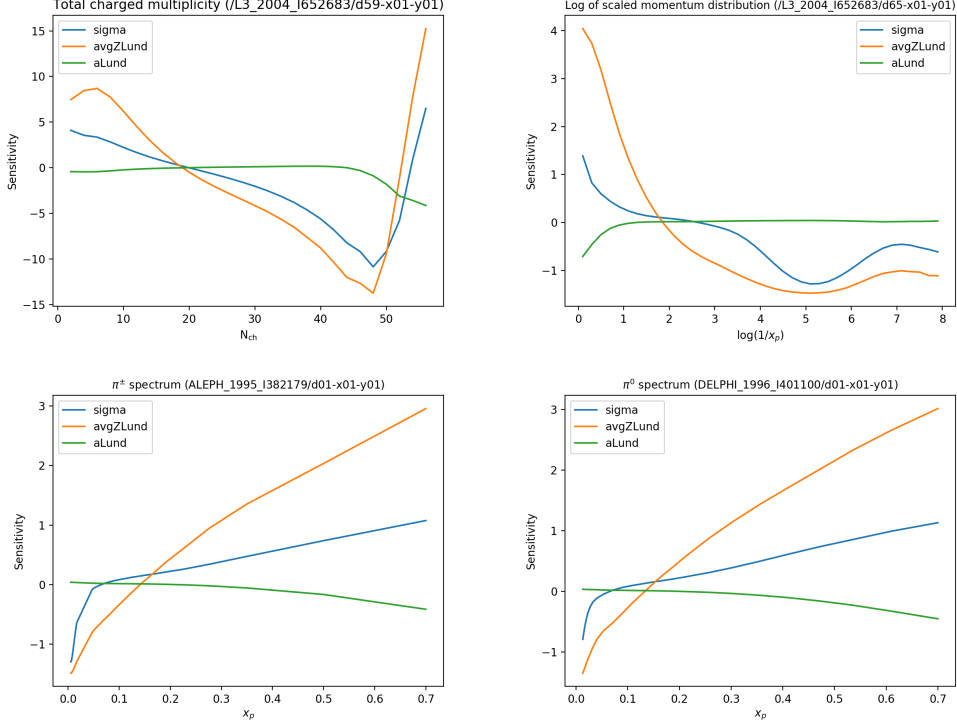 Total charged multiplicity (/L3_2004_I652683/d59-x01-y01)
sigma
avgZLund
aLund
15
10
5
0
−5
−10
−15
Sensitivity
0 10 20 30 40 50
N_ch
Log of scaled momentum distribution (/L3_2004_I652683/d65-x01-y01)
sigma
avgZLund
aLund
4
3
2
1
0
−1
Sensitivity
0 1 2 3 4 5 6 7 8
log(1/x_p)
π± spectrum (ALEPH_1995_I382179/d01-x01-y01)
sigma
avgZLund
aLund
3
2
1
0
−1
Sensitivity
0.0 0.1 0.2 0.3 0.4 0.5 0.6 0.7
x_p
π⁰ spectrum (DELPHI_1996_I401100/d01-x01-y01)
sigma
avgZLund
aLund
3
2
1
0
−1
Sensitivity
0.0 0.1 0.2 0.3 0.4 0.5 0.6 0.7
x_p